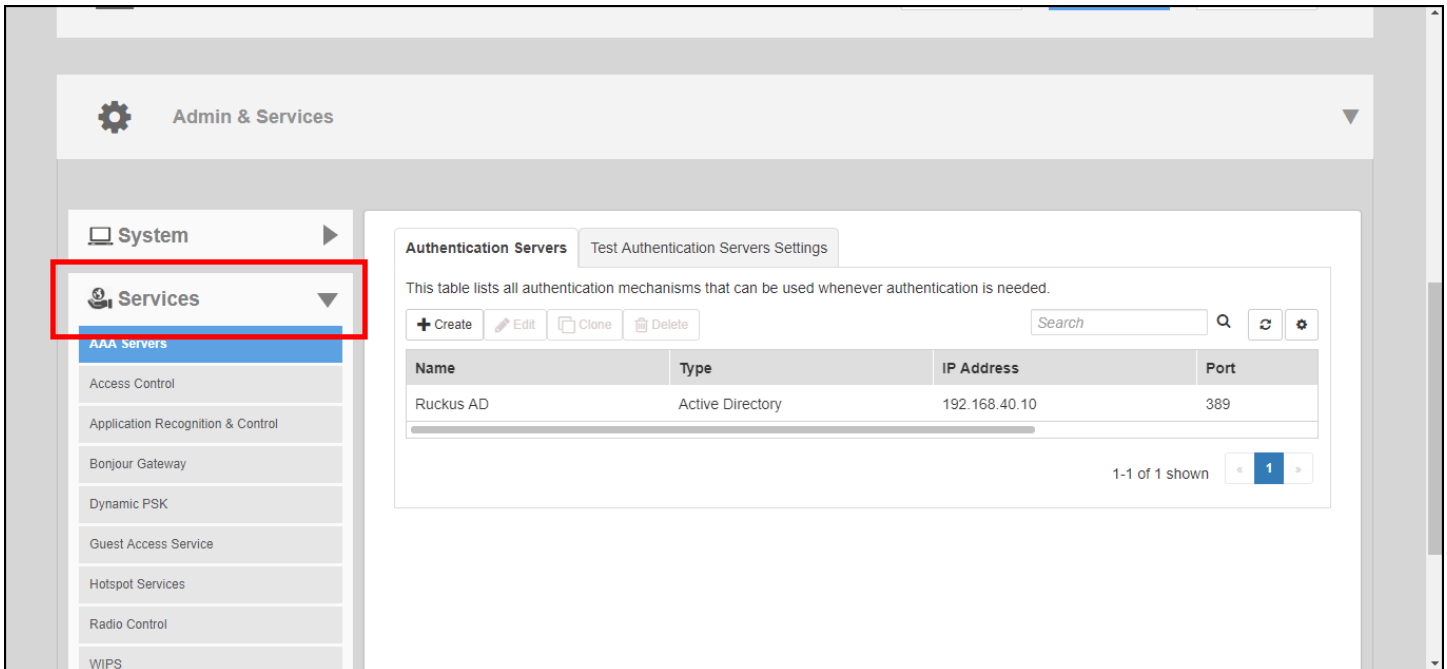 Admin & Services
System
Services
AAA Servers
Access Control
Application Recognition & Control
Bonjour Gateway
Dynamic PSK
Guest Access Service
Hotspot Services
Radio Control
WIPS
Authentication Servers Test Authentication Servers Settings
This table lists all authentication mechanisms that can be used whenever authentication is needed.
Create Edit Clone Delete Search
Name Type IP Address Port
Ruckus AD Active Directory 192.168.40.10 389
1-1 of 1 shown « 1 »